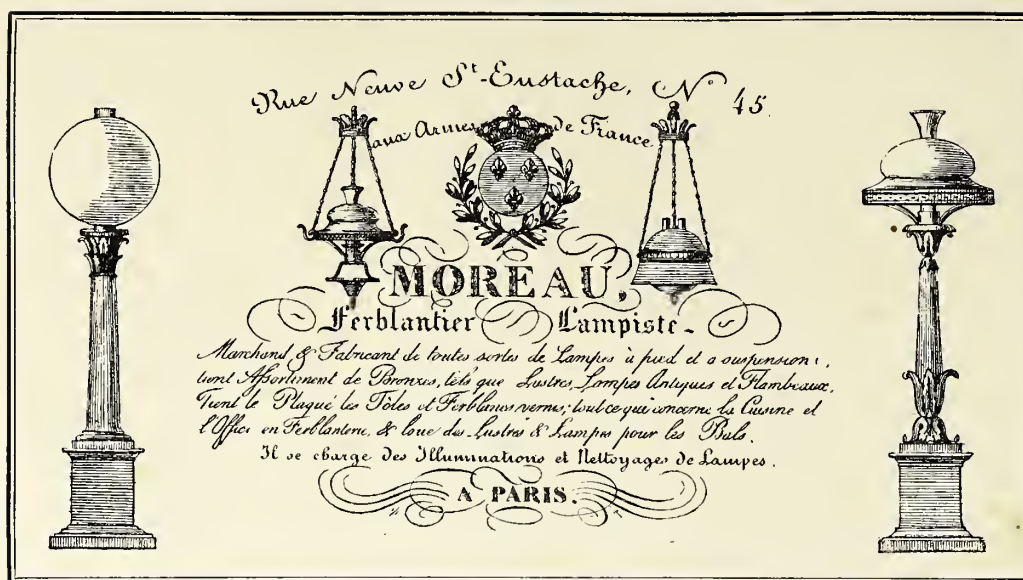 Rue Neuve St-Eustache, No 45
aux Armes de France
MOREAU,
Ferblantier Lampiste-
Marchand & Fabricant de toutes sortes de Lampes à pied et a suspension;
tient Assortiment de Bronzes, tels que Lustres, Lampes Antiques et Flambeaux,
Tient le Plaqué les Tôles et Ferblancs vernis; tout ce qui concerne la Cuisine et
l'Office en Ferblanterie, & loue des Lustres & Lampes pour les Bals.
Il se charge des Illuminations et Nettoyages de Lampes.
A PARIS.